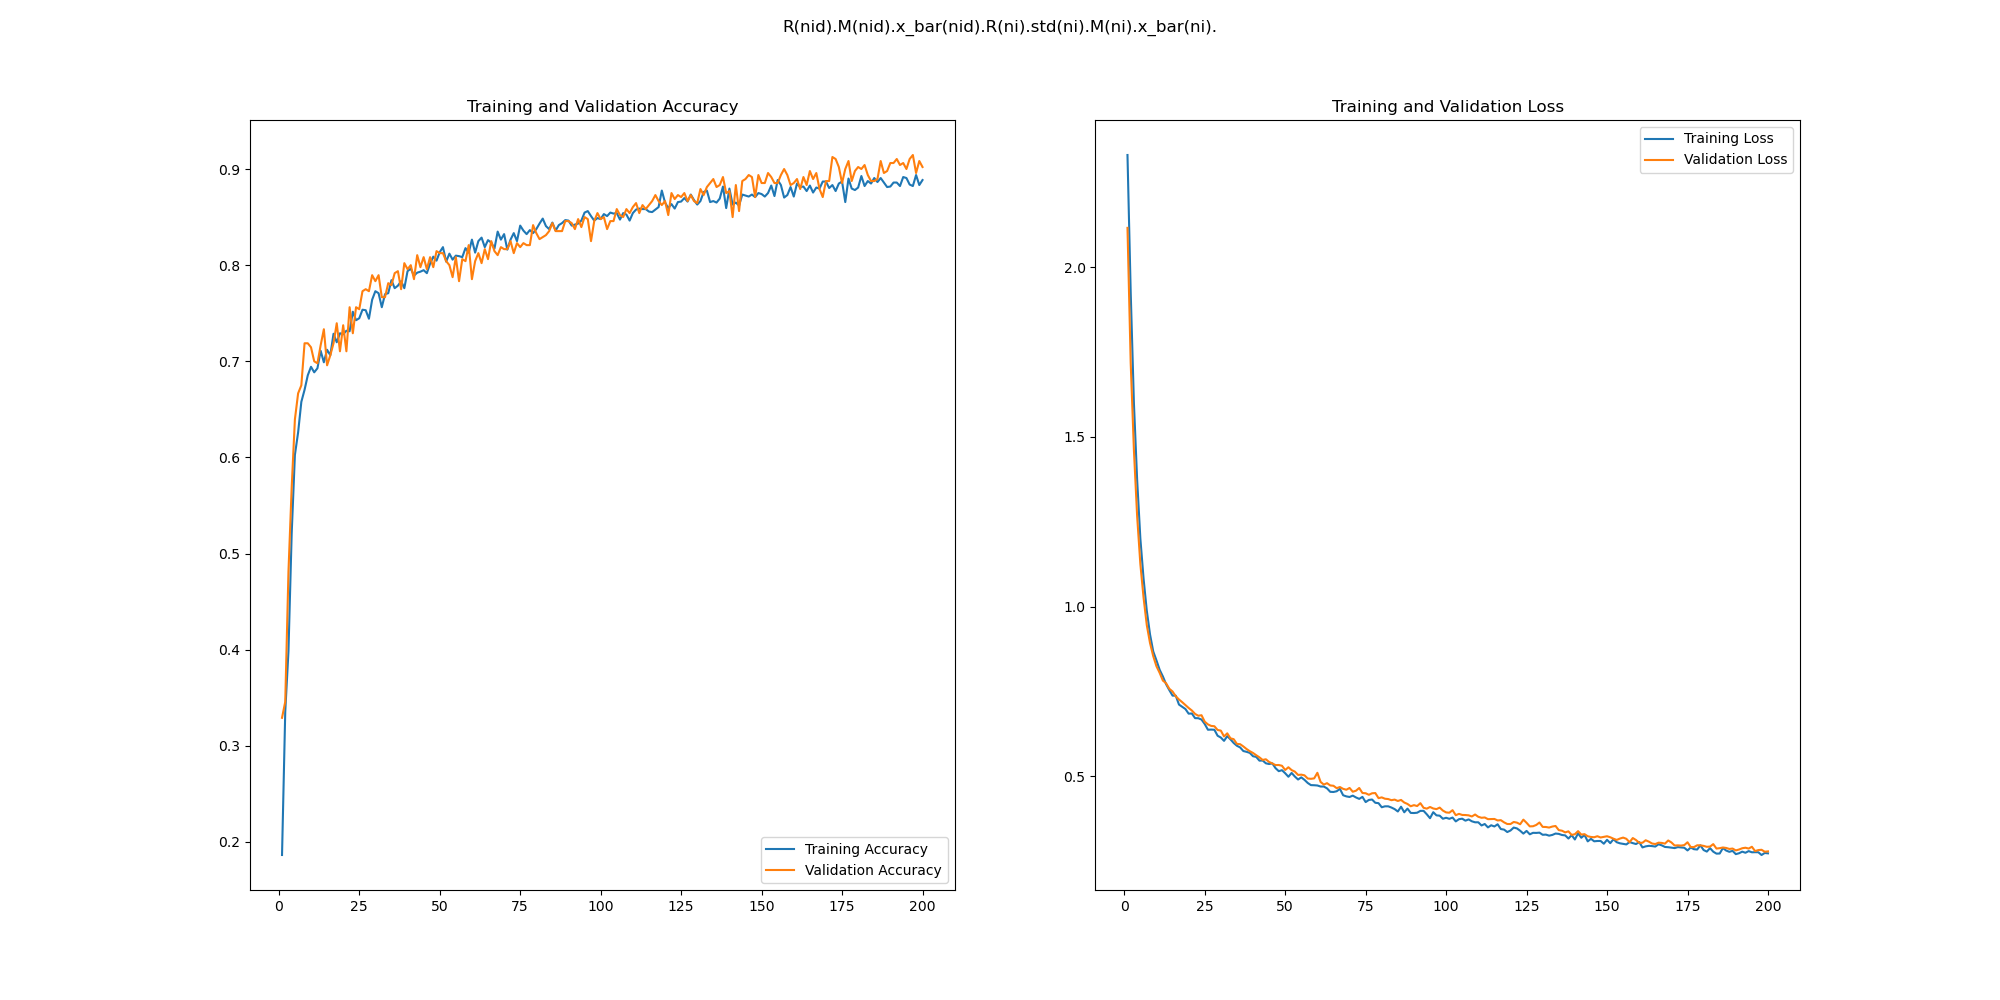 R(nid).M(nid).x_bar(nid).R(ni).std(ni).M(ni).x_bar(ni).
Training and Validation Accuracy
0.9
0.8
0.7
0.6
0.5
0.4
0.3
0.2
Training Accuracy
Validation Accuracy
0 25 50 75 100 125 150 175 200
Training and Validation Loss
Training Loss
Validation Loss
2.0
1.5
1.0
0.5
0 25 50 75 100 125 150 175 200